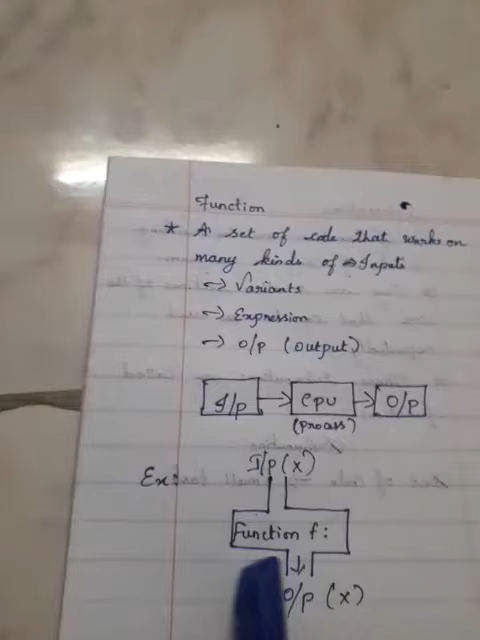 Function
* A set of code that works on
many kinds of Inputs
↪ Variants
↪ Expression
↪ O/p (output)
I/p → CPU → O/p
(Process)
I/p (x)
Ex:
Function f:
O/p (x)